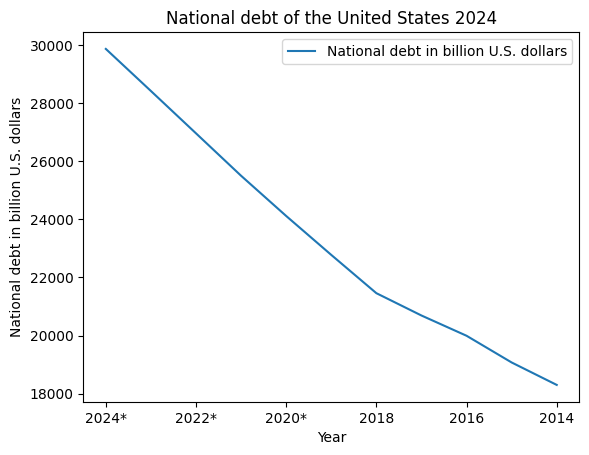 National debt of the United States 2024
National debt in billion U.S. dollars
National debt in billion U.S. dollars
30000
28000
26000
24000
22000
20000
18000
2024* 2022* 2020* 2018 2016 2014
Year